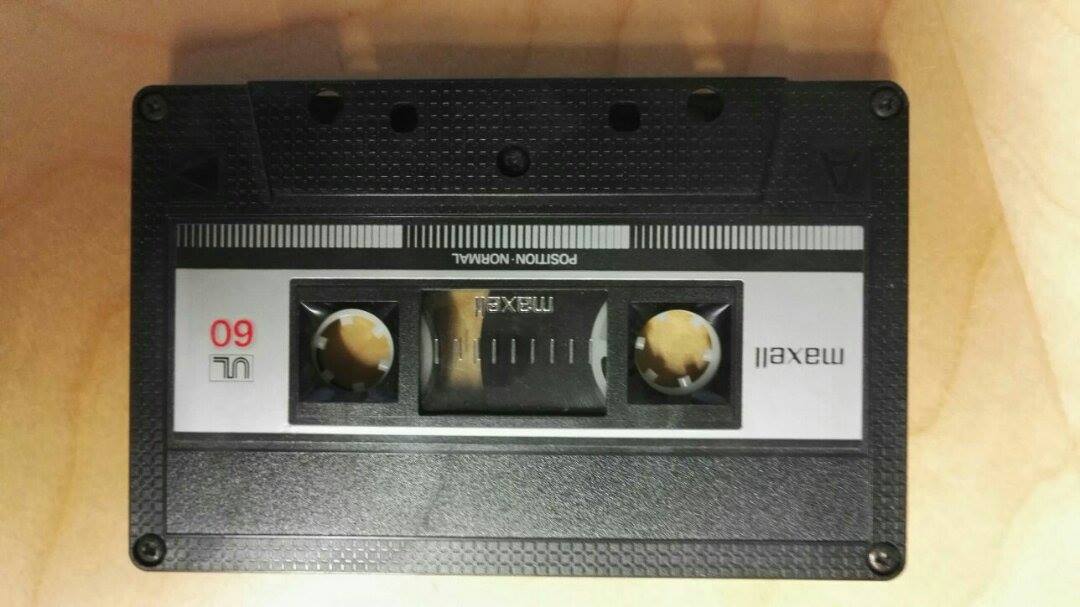 A
maxell
maxell
UL
60
POSITION·NORMAL